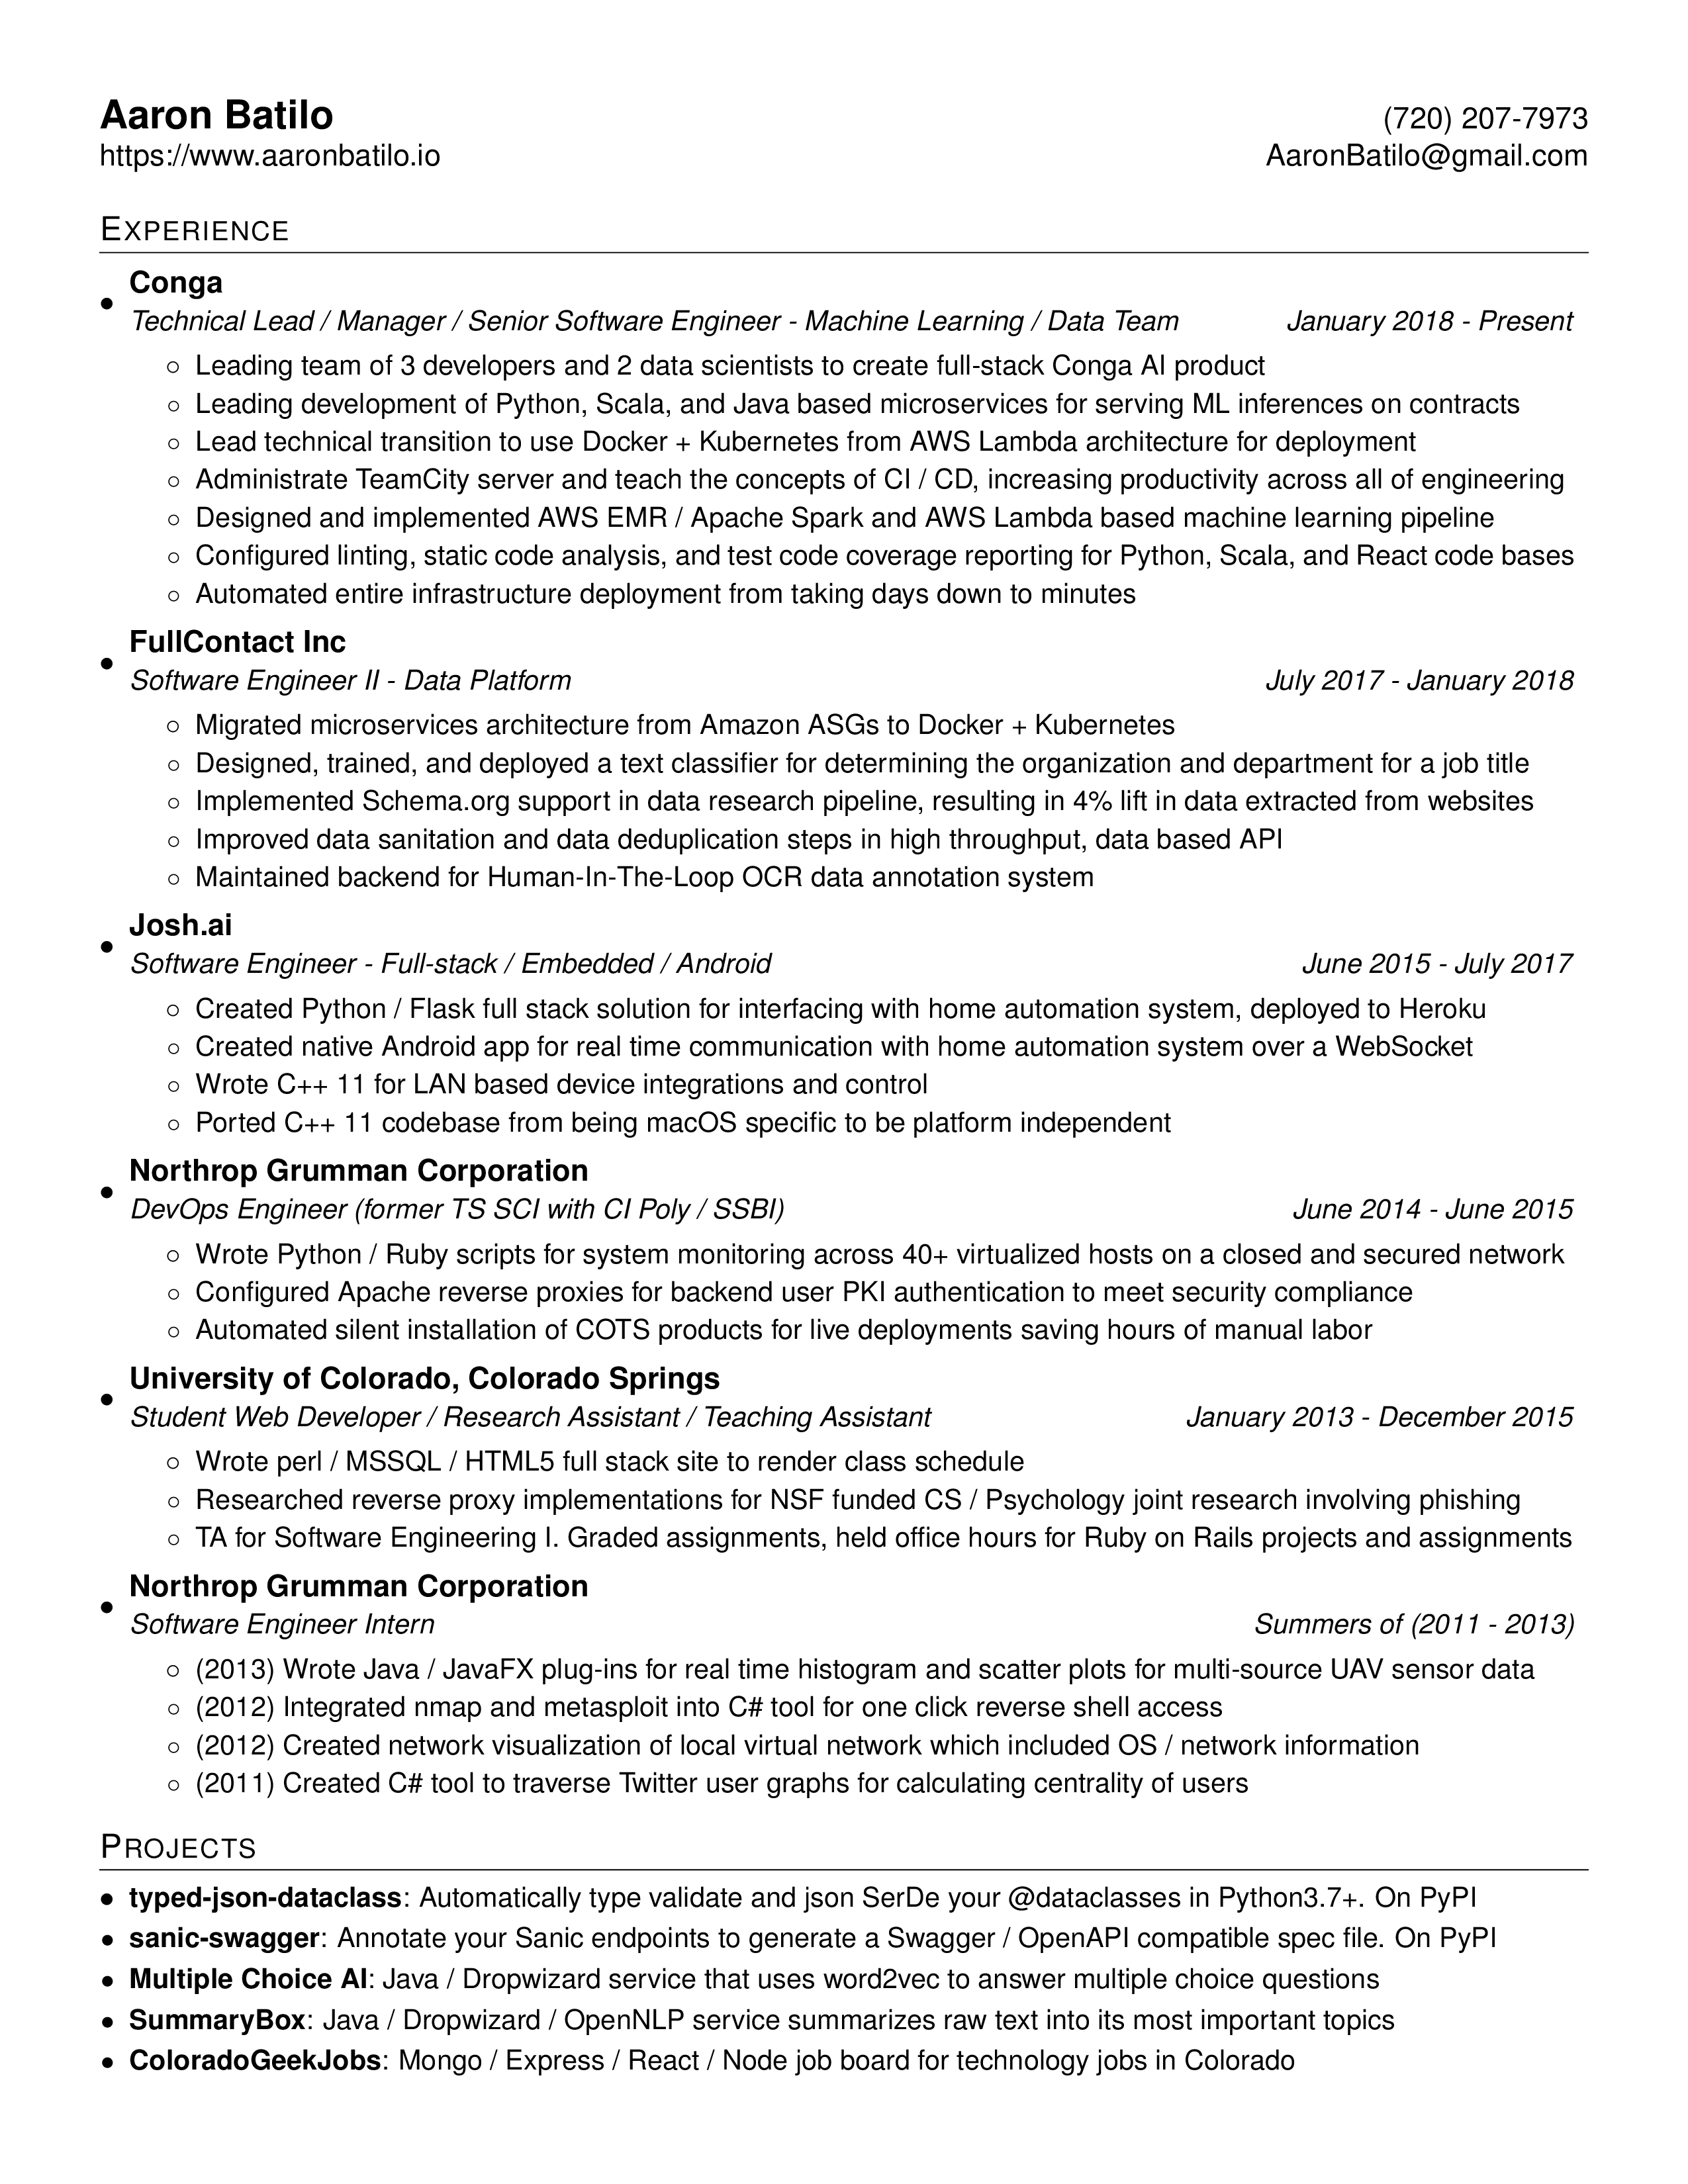 Aaron Batilo (720) 207-7973
https://www.aaronbatilo.io AaronBatilo@gmail.com
EXPERIENCE
• Conga
Technical Lead / Manager / Senior Software Engineer - Machine Learning / Data Team January 2018 - Present
◦ Leading team of 3 developers and 2 data scientists to create full-stack Conga AI product
◦ Leading development of Python, Scala, and Java based microservices for serving ML inferences on contracts
◦ Lead technical transition to use Docker + Kubernetes from AWS Lambda architecture for deployment
◦ Administrate TeamCity server and teach the concepts of CI / CD, increasing productivity across all of engineering
◦ Designed and implemented AWS EMR / Apache Spark and AWS Lambda based machine learning pipeline
◦ Configured linting, static code analysis, and test code coverage reporting for Python, Scala, and React code bases
◦ Automated entire infrastructure deployment from taking days down to minutes
• FullContact Inc
Software Engineer II - Data Platform July 2017 - January 2018
◦ Migrated microservices architecture from Amazon ASGs to Docker + Kubernetes
◦ Designed, trained, and deployed a text classifier for determining the organization and department for a job title
◦ Implemented Schema.org support in data research pipeline, resulting in 4% lift in data extracted from websites
◦ Improved data sanitation and data deduplication steps in high throughput, data based API
◦ Maintained backend for Human-In-The-Loop OCR data annotation system
• Josh.ai
Software Engineer - Full-stack / Embedded / Android June 2015 - July 2017
◦ Created Python / Flask full stack solution for interfacing with home automation system, deployed to Heroku
◦ Created native Android app for real time communication with home automation system over a WebSocket
◦ Wrote C++ 11 for LAN based device integrations and control
◦ Ported C++ 11 codebase from being macOS specific to be platform independent
• Northrop Grumman Corporation
DevOps Engineer (former TS SCI with CI Poly / SSBI) June 2014 - June 2015
◦ Wrote Python / Ruby scripts for system monitoring across 40+ virtualized hosts on a closed and secured network
◦ Configured Apache reverse proxies for backend user PKI authentication to meet security compliance
◦ Automated silent installation of COTS products for live deployments saving hours of manual labor
• University of Colorado, Colorado Springs
Student Web Developer / Research Assistant / Teaching Assistant January 2013 - December 2015
◦ Wrote perl / MSSQL / HTML5 full stack site to render class schedule
◦ Researched reverse proxy implementations for NSF funded CS / Psychology joint research involving phishing
◦ TA for Software Engineering I. Graded assignments, held office hours for Ruby on Rails projects and assignments
• Northrop Grumman Corporation
Software Engineer Intern Summers of (2011 - 2013)
◦ (2013) Wrote Java / JavaFX plug-ins for real time histogram and scatter plots for multi-source UAV sensor data
◦ (2012) Integrated nmap and metasploit into C# tool for one click reverse shell access
◦ (2012) Created network visualization of local virtual network which included OS / network information
◦ (2011) Created C# tool to traverse Twitter user graphs for calculating centrality of users
PROJECTS
• typed-json-dataclass: Automatically type validate and json SerDe your @dataclasses in Python3.7+. On PyPI
• sanic-swagger: Annotate your Sanic endpoints to generate a Swagger / OpenAPI compatible spec file. On PyPI
• Multiple Choice AI: Java / Dropwizard service that uses word2vec to answer multiple choice questions
• SummaryBox: Java / Dropwizard / OpenNLP service summarizes raw text into its most important topics
• ColoradoGeekJobs: Mongo / Express / React / Node job board for technology jobs in Colorado